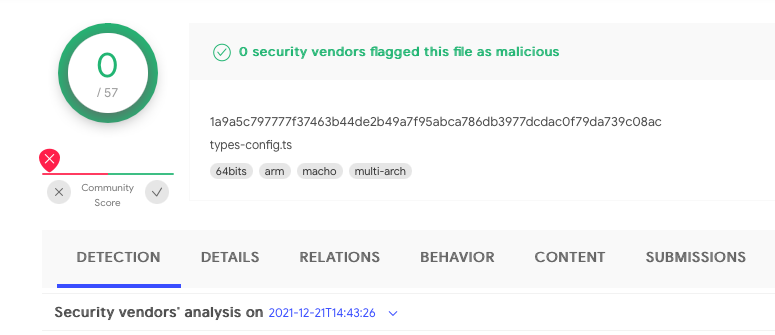 0
/ 57
0 security vendors flagged this file as malicious
1a9a5c797777f37463b44de2b49a7f95abca786db3977dcdac0f79da739c08ac
types-config.ts
64bits arm macho multi-arch
Community
Score
DETECTION DETAILS RELATIONS BEHAVIOR CONTENT SUBMISSIONS
Security vendors' analysis on 2021-12-21T14:43:26